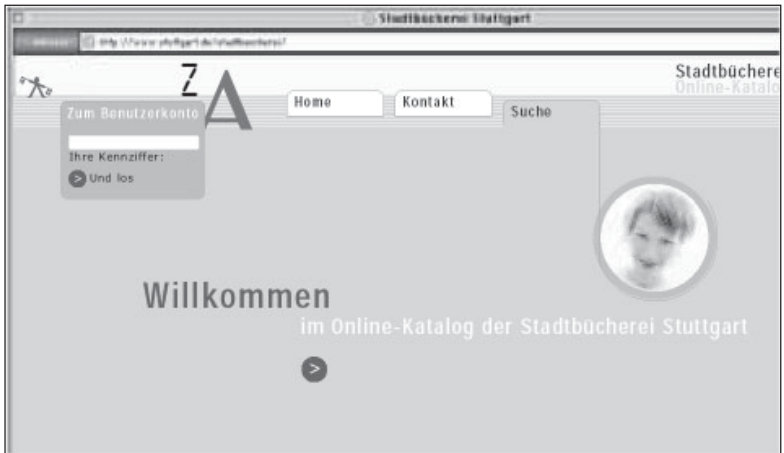 Stadtbücherei Stuttgart
Z
A
Stadtbüchere
Online-Katalo
Home
Kontakt
Suche
Zum Benutzerkonto
Ihre Kennziffer:
> Und los
Willkommen
im Online-Katalog der Stadtbücherei Stuttgart
>